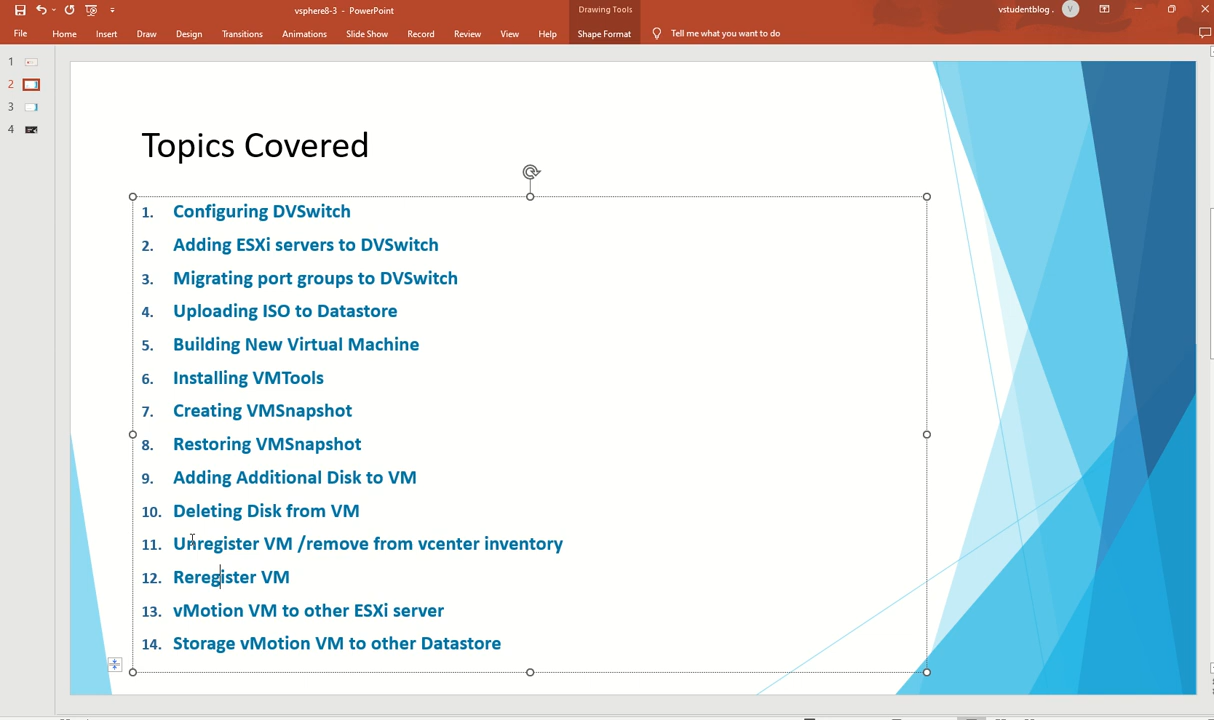 vsphere8-3 - PowerPoint
Drawing Tools
vstudentblog .
V
File Home Insert Draw Design Transitions Animations Slide Show Record Review View Help Shape Format Tell me what you want to do
1
2
3
4
Topics Covered
1. Configuring DVSwitch
2. Adding ESXi servers to DVSwitch
3. Migrating port groups to DVSwitch
4. Uploading ISO to Datastore
5. Building New Virtual Machine
6. Installing VMTools
7. Creating VMSnapshot
8. Restoring VMSnapshot
9. Adding Additional Disk to VM
10. Deleting Disk from VM
11. Unregister VM /remove from vcenter inventory
12. Reregister VM
13. vMotion VM to other ESXi server
14. Storage vMotion VM to other Datastore